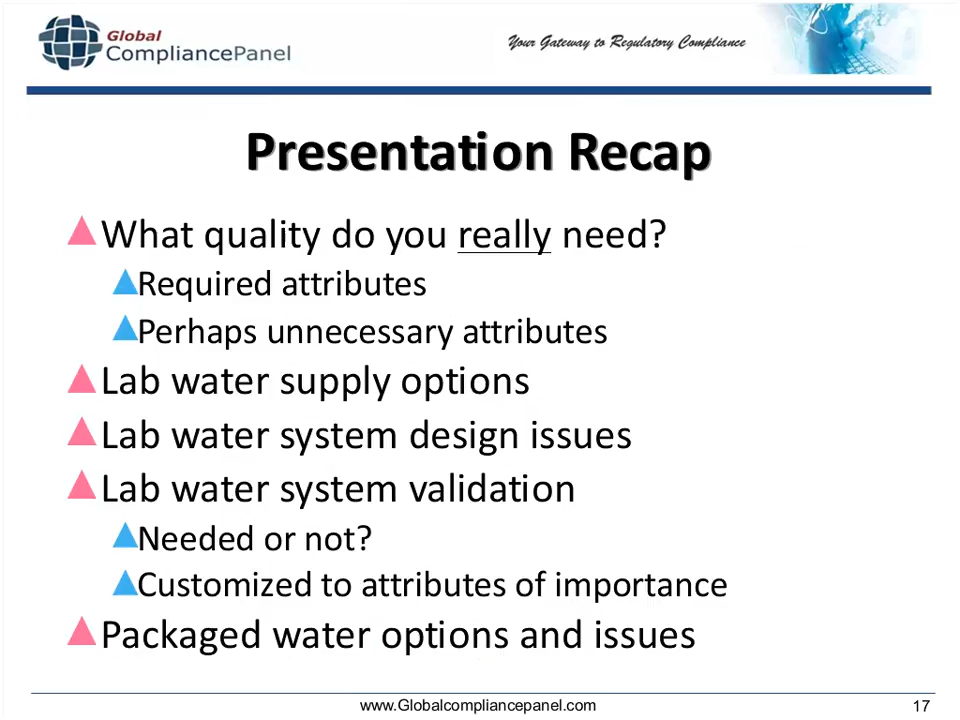 Global
CompliancePanel
Your Gateway to Regulatory Compliance
Presentation Recap
What quality do you really need?
Required attributes
Perhaps unnecessary attributes
Lab water supply options
Lab water system design issues
Lab water system validation
Needed or not?
Customized to attributes of importance
Packaged water options and issues
www.Globalcompliancepanel.com
17